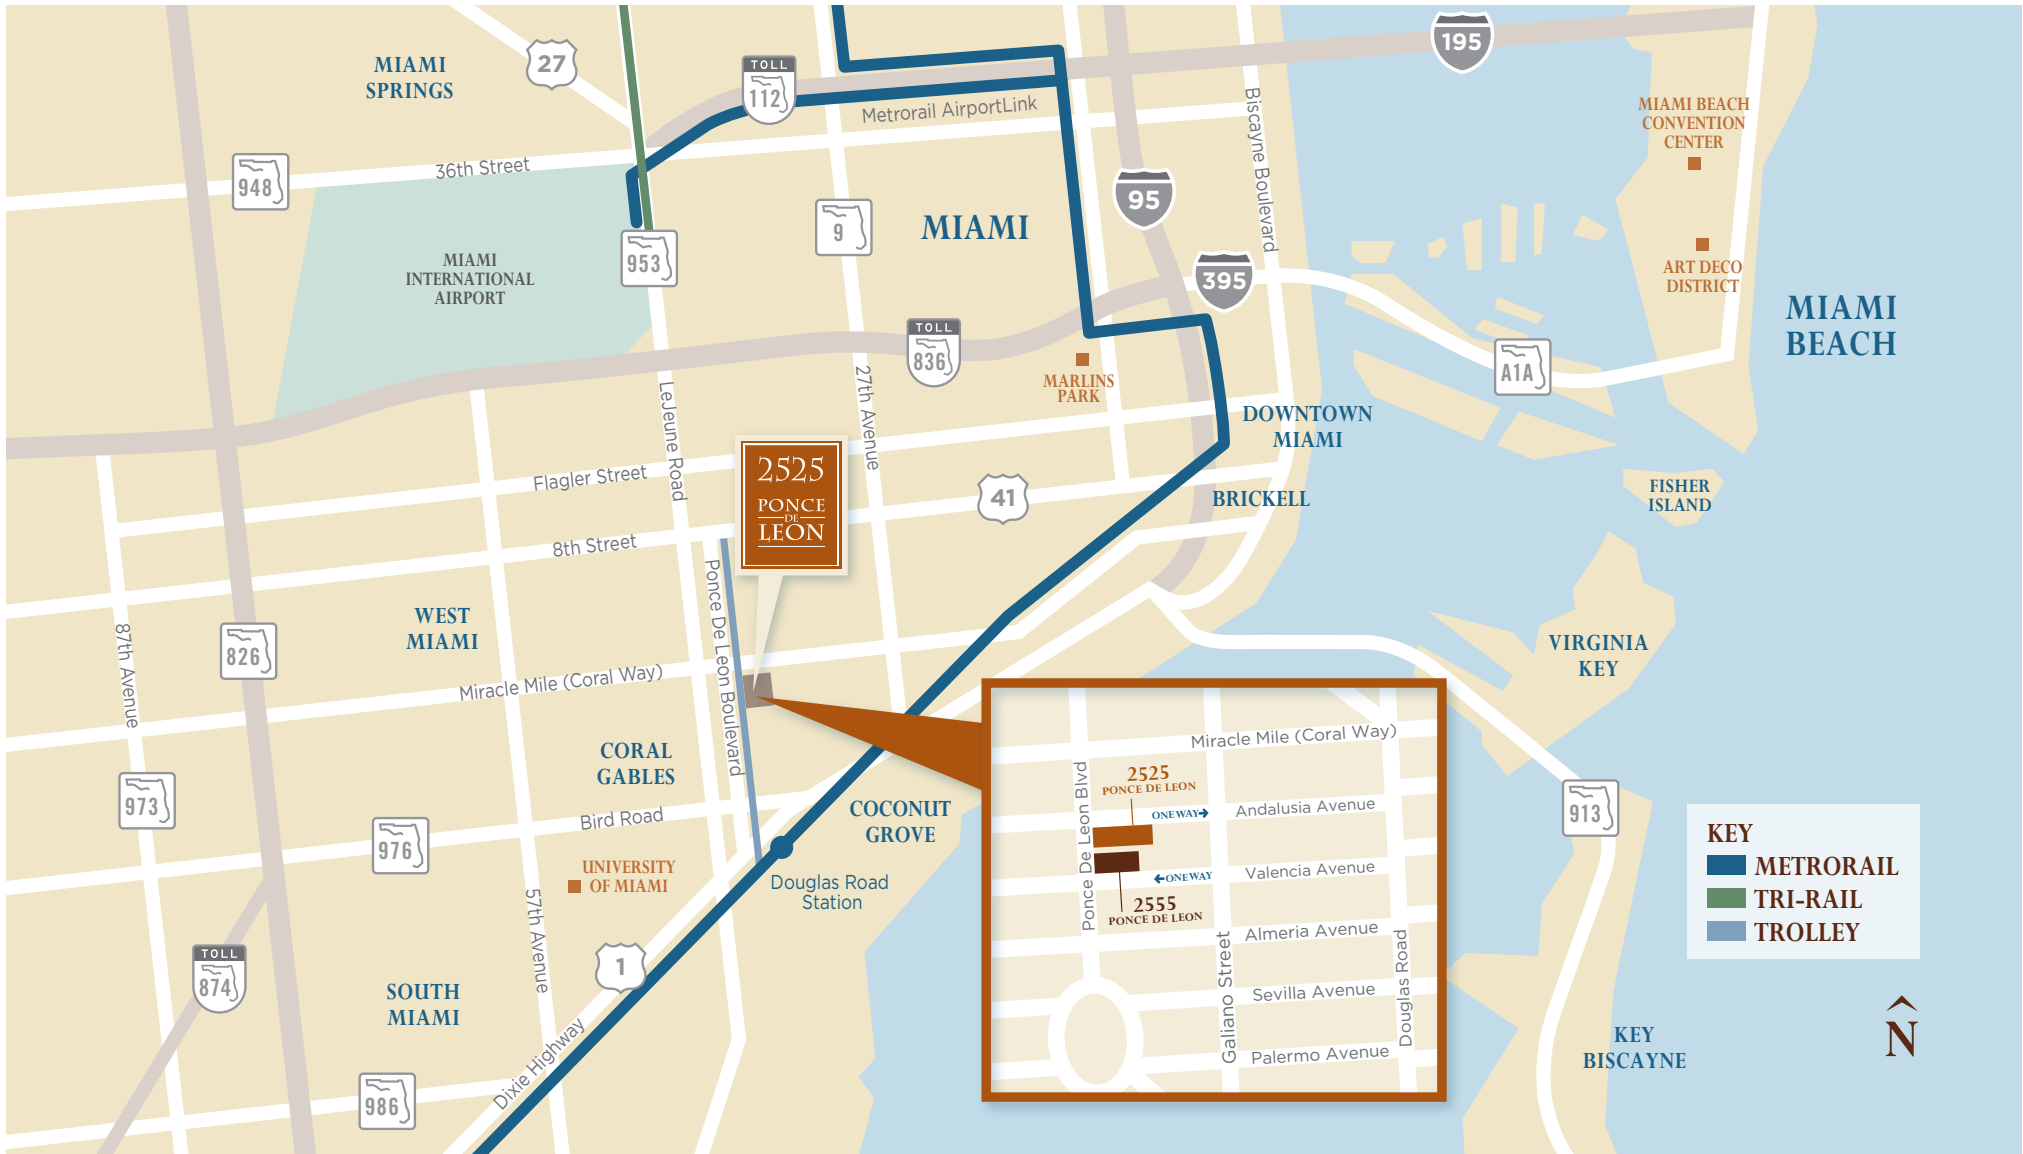 MIAMI
SPRINGS
27
TOLL
112
Metrorail AirportLink
195
MIAMI BEACH
CONVENTION
CENTER
948
36th Street
Biscayne Boulevard
95
9
MIAMI
MIAMI
INTERNATIONAL
AIRPORT
953
395
ART DECO
DISTRICT
MIAMI
BEACH
TOLL
836
MARLINS
PARK
A1A
LeJeune Road
27th Avenue
DOWNTOWN
MIAMI
2525
PONCE
DE
LEON
Flagler Street
41
BRICKELL
FISHER
ISLAND
8th Street
Ponce De Leon Boulevard
WEST
MIAMI
87th Avenue
826
VIRGINIA
KEY
Miracle Mile (Coral Way)
CORAL
GABLES
973
976
Bird Road
COCONUT
GROVE
UNIVERSITY
OF MIAMI
Douglas Road
Station
57th Avenue
TOLL
874
1
SOUTH
MIAMI
Dixie Highway
986
Miracle Mile (Coral Way)
Ponce De Leon Blvd
2525
PONCE DE LEON
ONE WAY
Andalusia Avenue
ONE WAY
Valencia Avenue
2555
PONCE DE LEON
Almeria Avenue
Galiano Street
Douglas Road
Sevilla Avenue
Palermo Avenue
913
KEY
METRORAIL
TRI-RAIL
TROLLEY
KEY
BISCAYNE
N